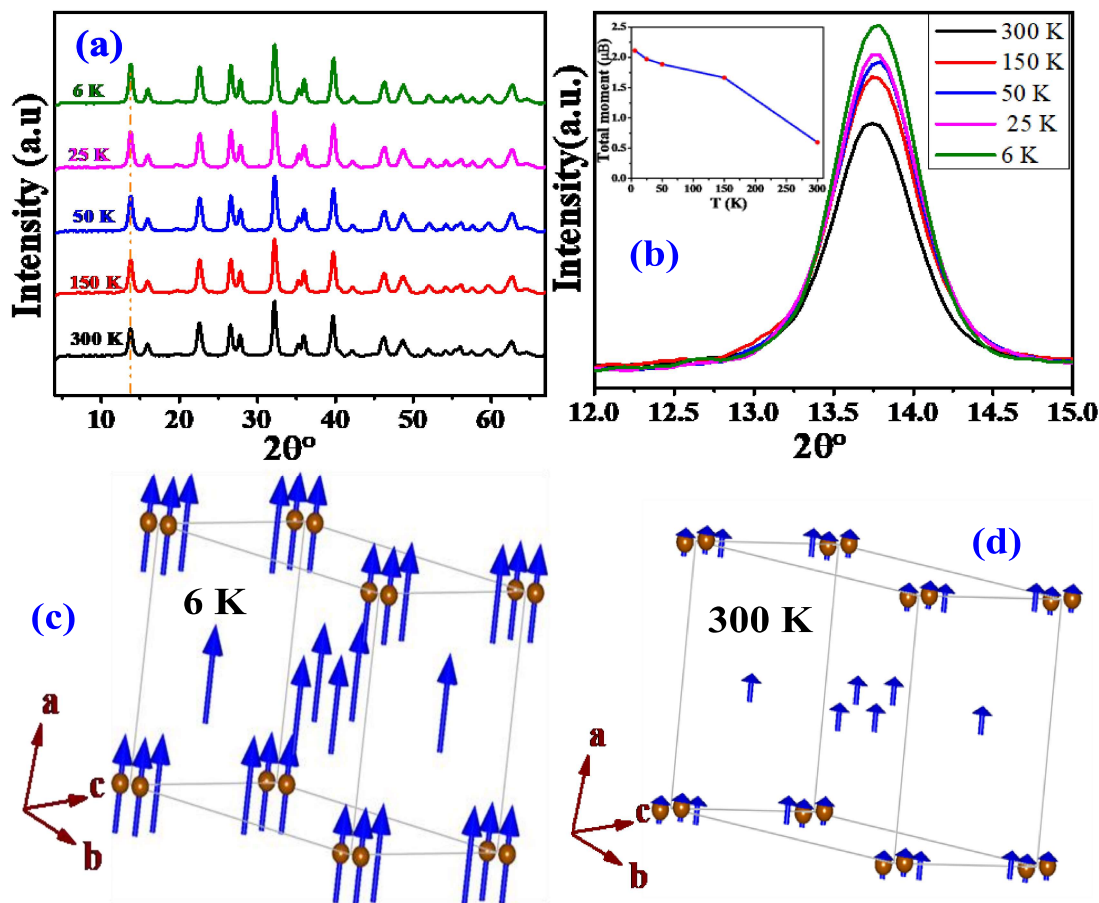 (a)
6 K
25 K
50 K
150 K
300 K
Intensity (a.u)
10 20 30 40 50 60
2θ°
(b)
300 K
150 K
50 K
25 K
6 K
Intensity(a.u.)
12.0 12.5 13.0 13.5 14.0 14.5 15.0
2θ°
Total moment (μB)
2.5
2.0
1.5
1.0
0.5
0.0
0 50 100 150 200 250 300
T (K)
(c)
6 K
a
c
b
(d)
300 K
a
c
b